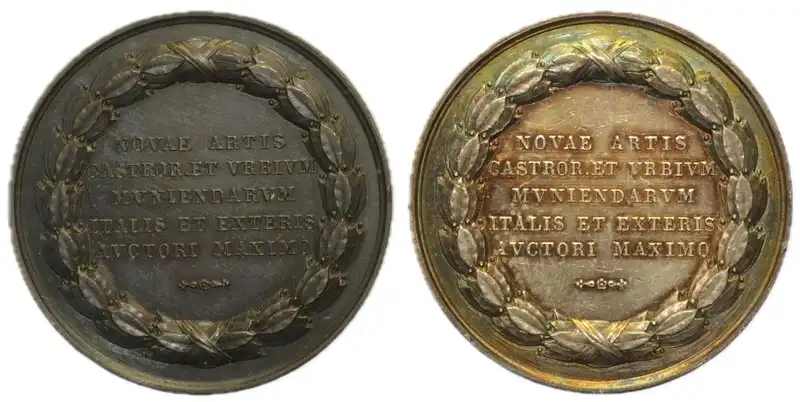 NOVAE ARTIS
CASTROR.ET VRBIVM
MVNIENDARVM
ITALIS ET EXTERIS
AVCTORI MAXIMO
NOVAE ARTIS
CASTROR.ET VRBIVM
MVNIENDARVM
ITALIS ET EXTERIS
AVCTORI MAXIMO